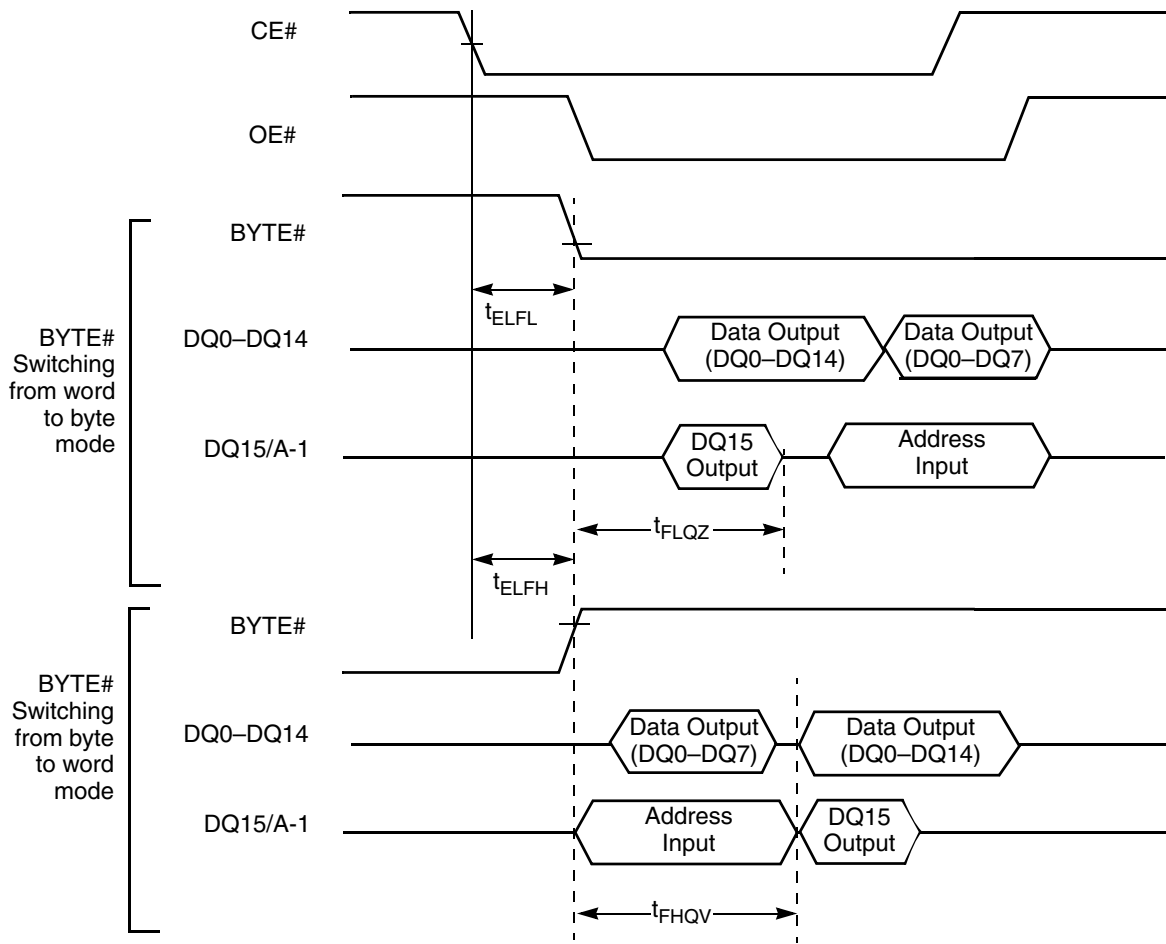 CE#
OE#
BYTE#
tELFL
BYTE#
Switching
from word
to byte
mode
DQ0–DQ14
Data Output
(DQ0–DQ14)
Data Output
(DQ0–DQ7)
DQ15/A-1
DQ15
Output
Address
Input
tFLQZ
tELFH
BYTE#
BYTE#
Switching
from byte
to word
mode
DQ0–DQ14
Data Output
(DQ0–DQ7)
Data Output
(DQ0–DQ14)
DQ15/A-1
Address
Input
DQ15
Output
tFHQV